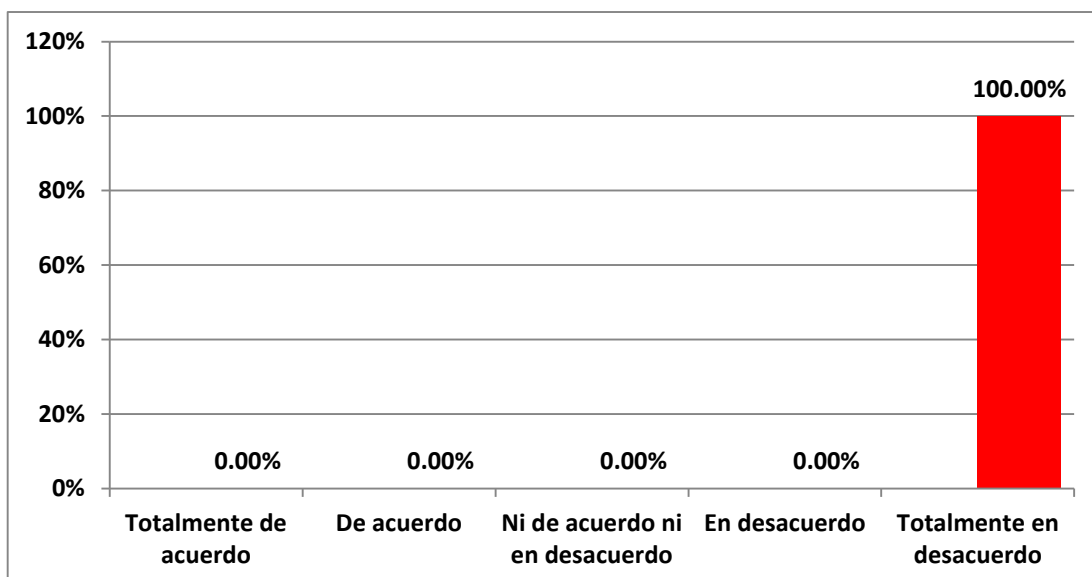 120%
100%
80%
60%
40%
20%
0%
0.00%
0.00%
0.00%
0.00%
100.00%
Totalmente de
acuerdo
De acuerdo
Ni de acuerdo ni
en desacuerdo
En desacuerdo
Totalmente en
desacuerdo